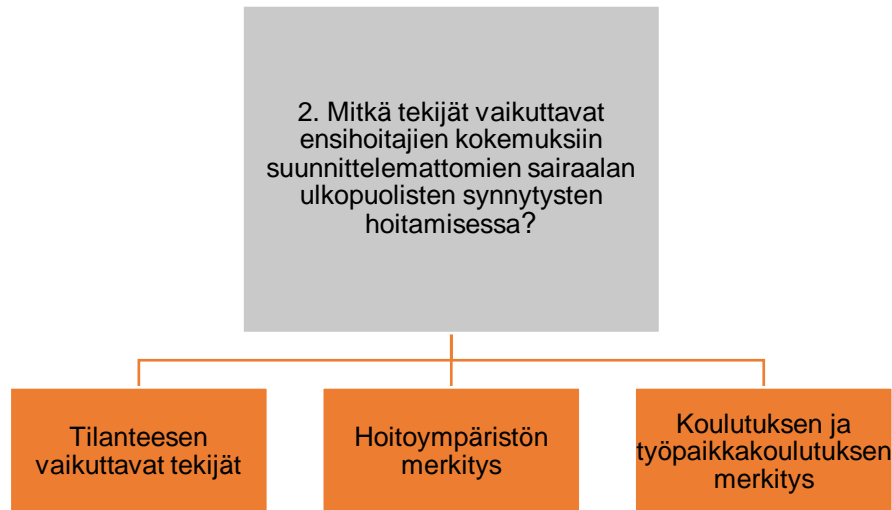 2. Mitkä tekijät vaikuttavat
ensihoitajien kokemuksiin
suunnittelemattomien sairaalan
ulkopuolisten synnytysten
hoitamisessa?
Tilanteesen
vaikuttavat tekijät
Hoitoympäristön
merkitys
Koulutuksen ja
työpaikkakoulutuksen
merkitys